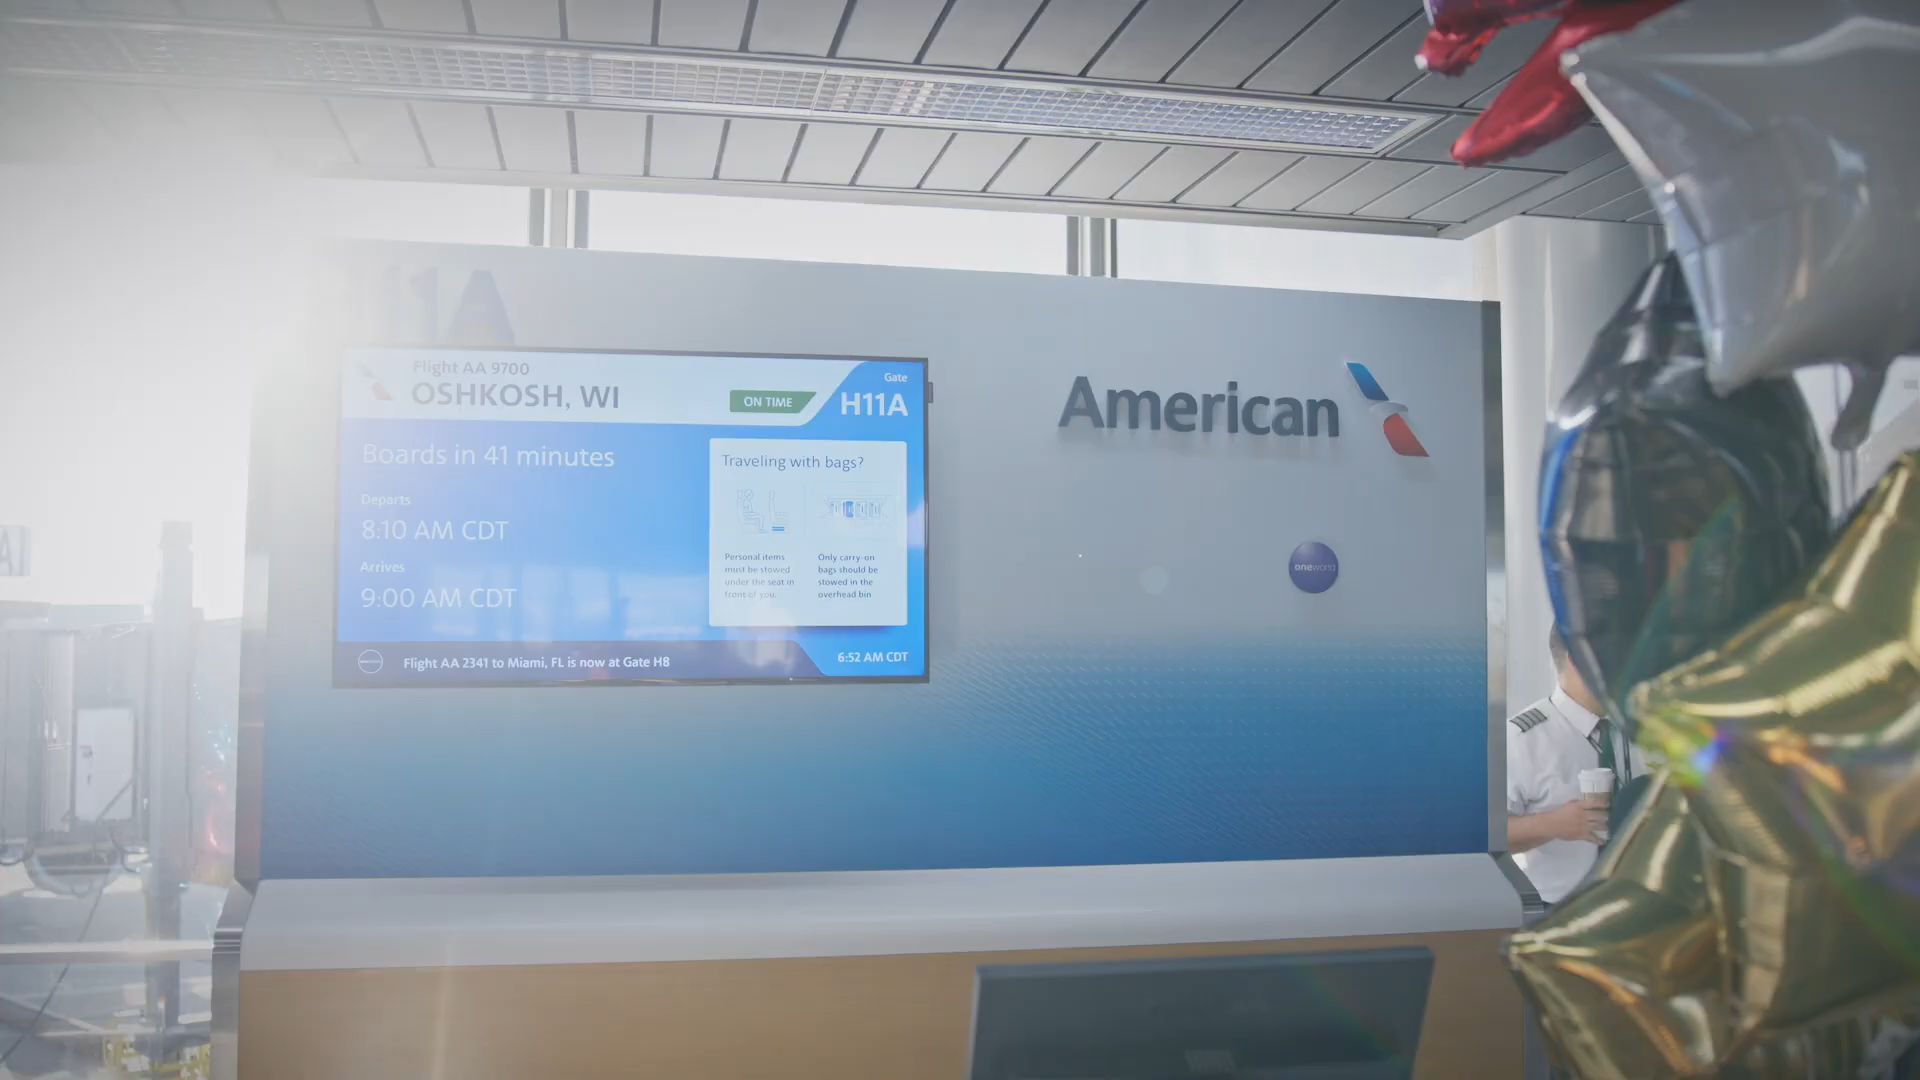 H1A
Flight AA 9700
OSHKOSH, WI
ON TIME
Gate
H11A
Boards in 41 minutes
Departs
8:10 AM CDT
Arrives
9:00 AM CDT
Traveling with bags?
Personal items
must be stowed
under the seat in
front of you.
Only carry-on
bags should be
stowed in the
overhead bin
Flight AA 2341 to Miami, FL is now at Gate H8
6:52 AM CDT
American
oneworld